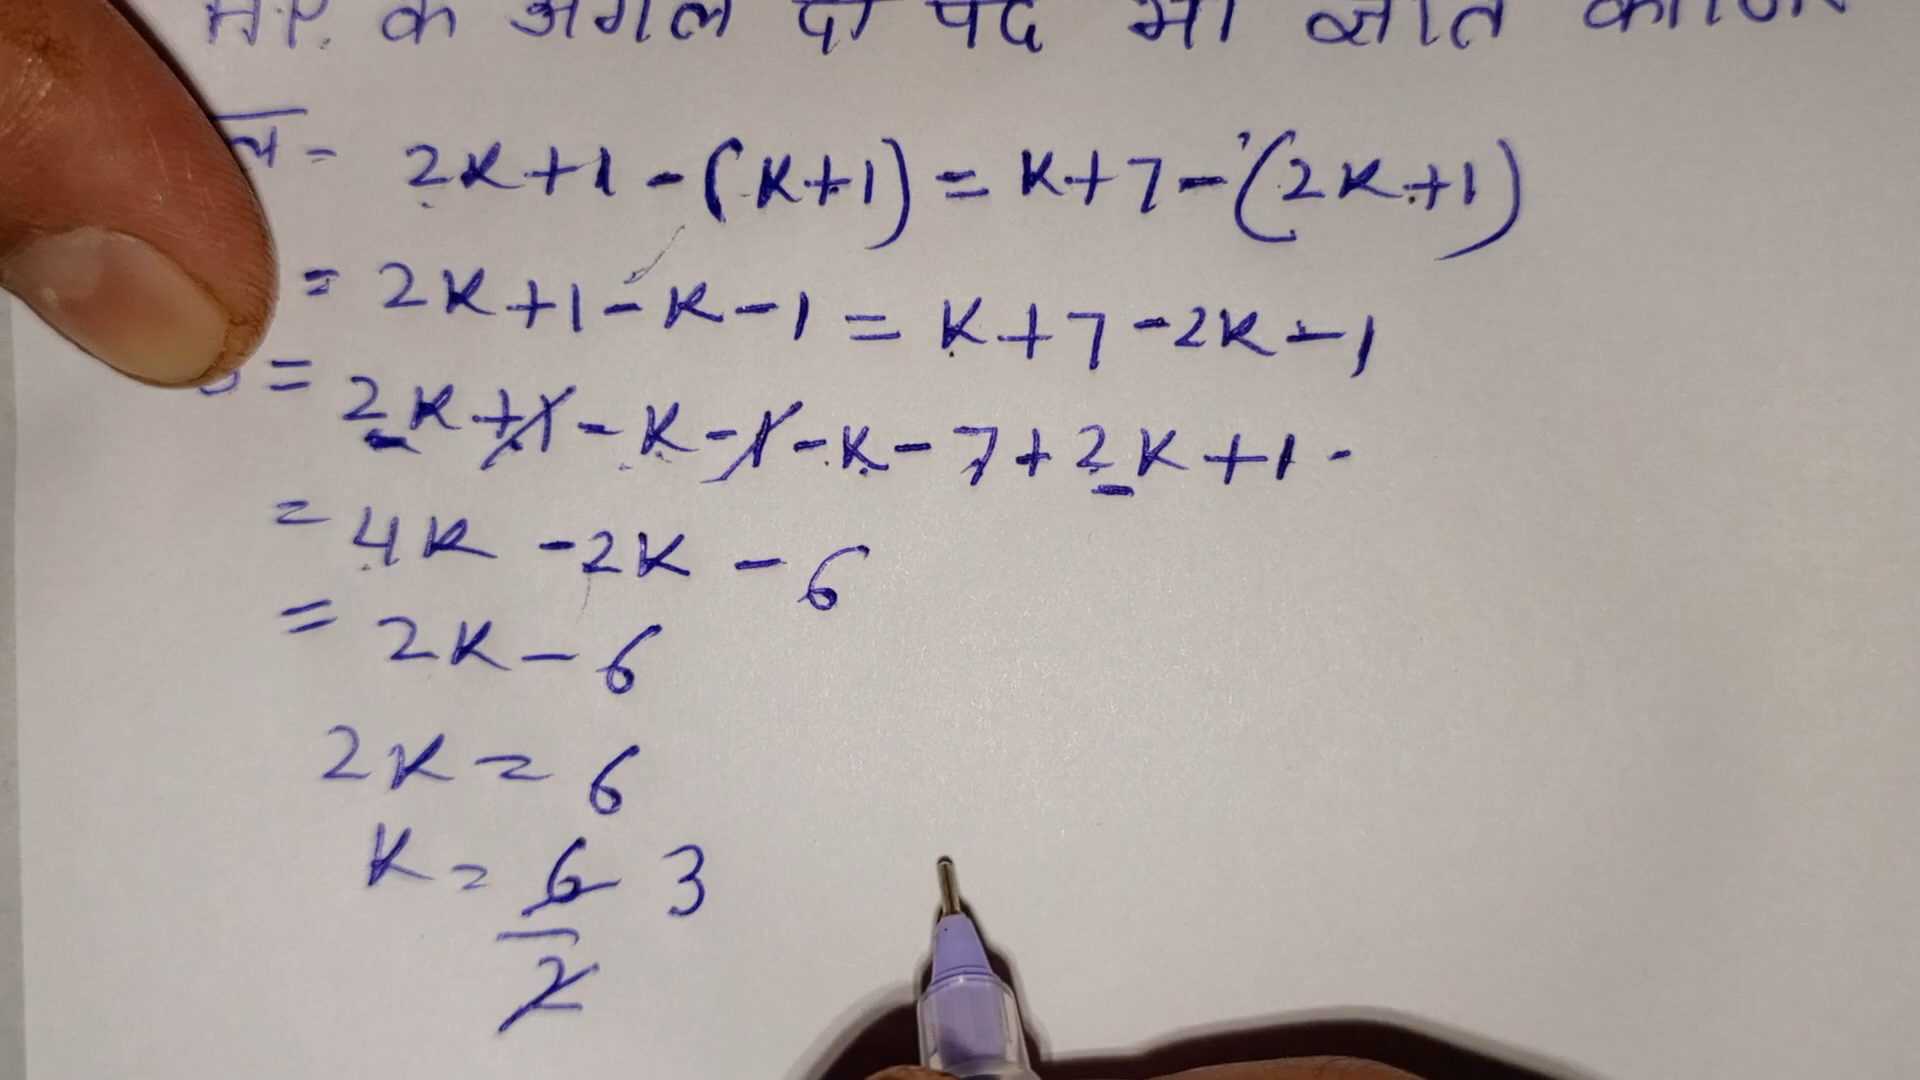 A.P. के अगले दो पद भी ज्ञात कीजिए
ल - 2K+1-(K+1)=K+7-(2K+1)
= 2K+1-K-1=K+7-2K-1
= 2K+1-K-1-K-7+2K+1-
= 4K-2K-6
= 2K-6
2K=6
K=6 3
2